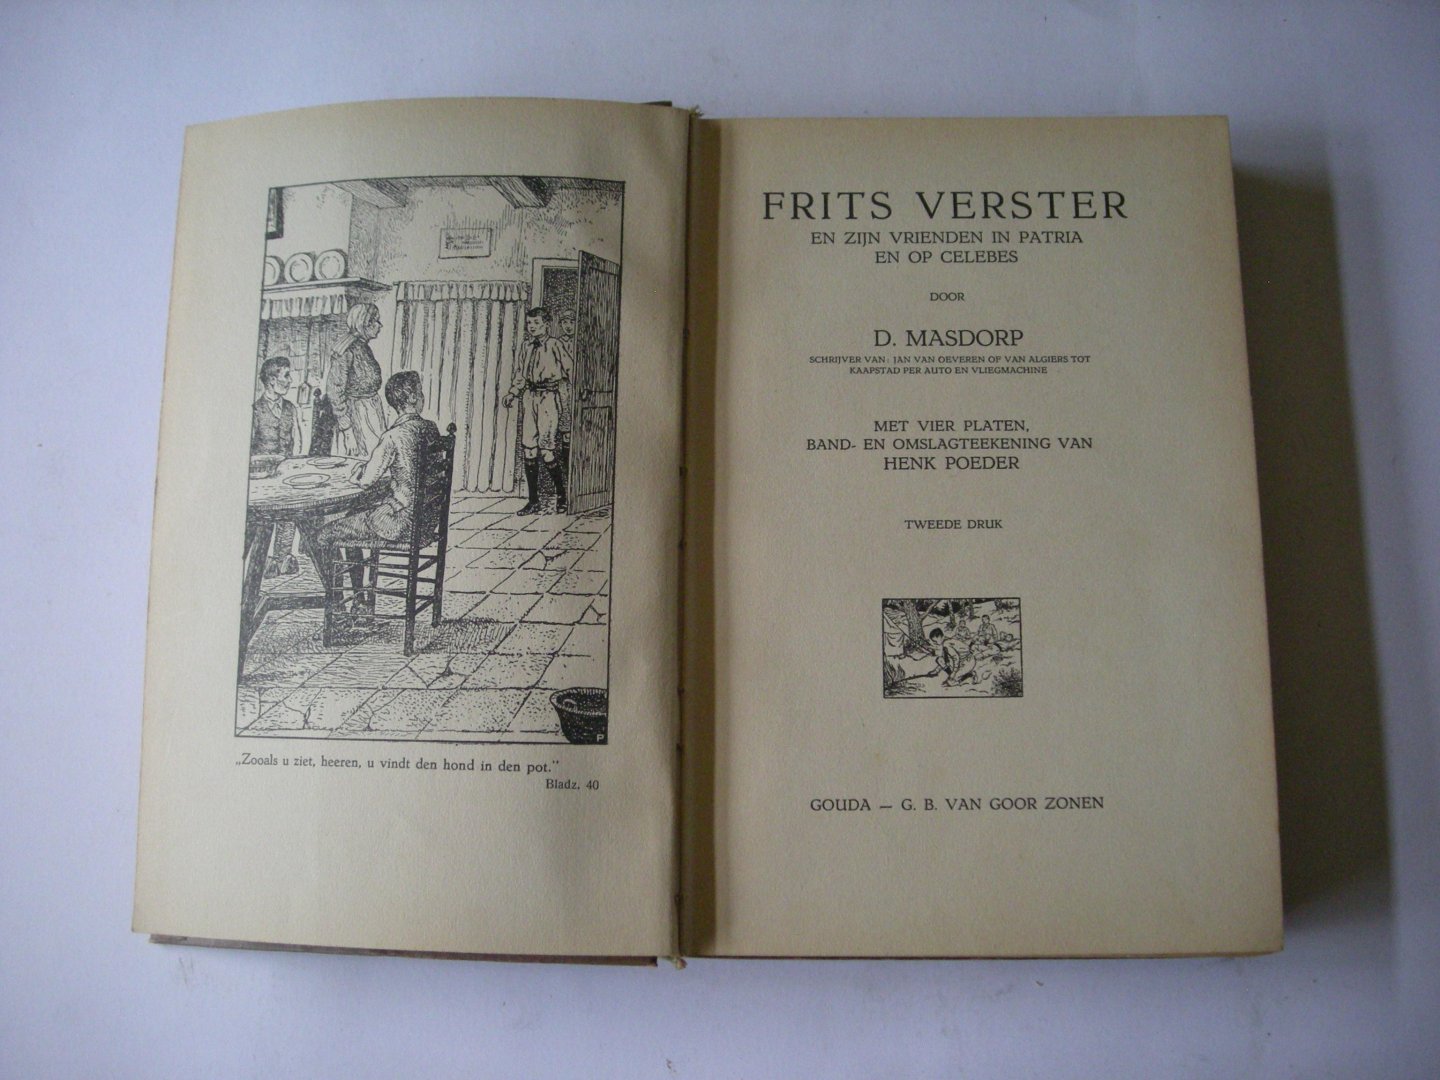 „Zooals u ziet, heeren, u vindt den hond in den pot.”
Bladz. 40
P
FRITS VERSTER
EN ZIJN VRIENDEN IN PATRIA
EN OP CELEBES
DOOR
D. MASDORP
SCHRIJVER VAN: JAN VAN OEVEREN OF VAN ALGIERS TOT
KAAPSTAD PER AUTO EN VLIEGMACHINE
MET VIER PLATEN,
BAND- EN OMSLAGTEEKENING VAN
HENK POEDER
TWEEDE DRUK
GOUDA — G. B. VAN GOOR ZONEN